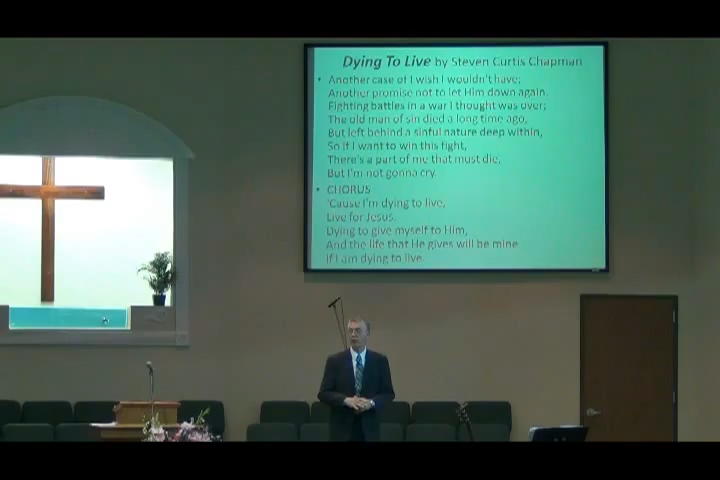 Dying To Live by Steven Curtis Chapman
• Another case of I wish I wouldn't have;
Another promise not to let Him down again.
Fighting battles in a war I thought was over;
The old man of sin died a long time ago,
But left behind a sinful nature deep within,
So if I want to win this fight,
There's a part of me that must die,
But I'm not gonna cry.
• CHORUS
'Cause I'm dying to live,
Live for Jesus.
Dying to give myself to Him,
And the life that He gives will be mine
If I am dying to live.